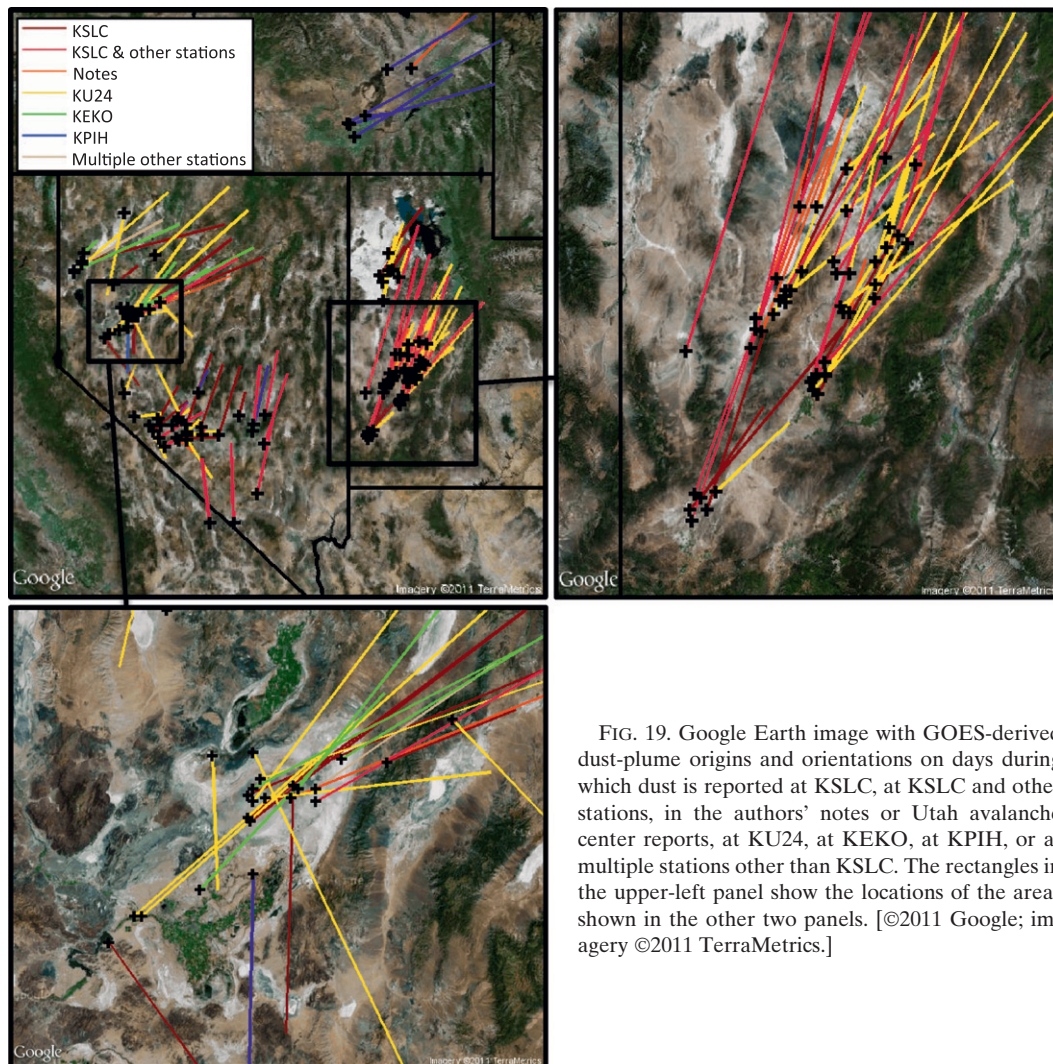 KSLC
KSLC & other stations
Notes
KU24
KEKO
KPIH
Multiple other stations
Google
Imagery ©2011 TerraMetrics
Google
Imagery ©2011 TerraMetrics
Google
Imagery ©2011 TerraMetrics
FIG. 19. Google Earth image with GOES-derived
dust-plume origins and orientations on days during
which dust is reported at KSLC, at KSLC and othe
stations, in the authors' notes or Utah avalanche
center reports, at KU24, at KEKO, at KPIH, or a
multiple stations other than KSLC. The rectangles in
the upper-left panel show the locations of the area
shown in the other two panels. [©2011 Google; im-
agery ©2011 TerraMetrics.]